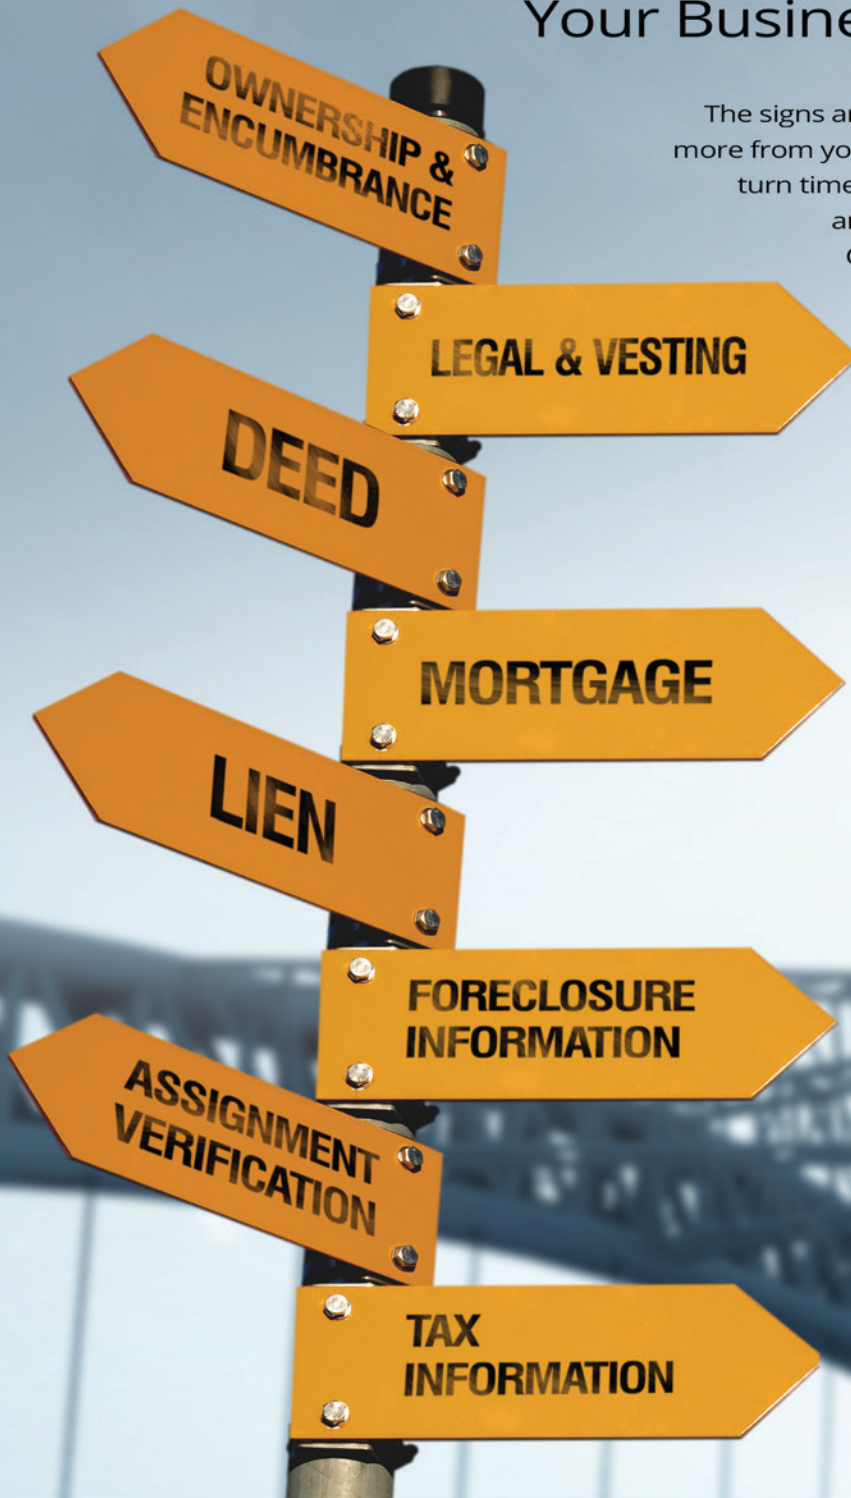 Your Busine
The signs a
more from yo
turn time
OWNERSHIP &
ENCUMBRANCE
LEGAL & VESTING
DEED
MORTGAGE
LIEN
FORECLOSURE
INFORMATION
ASSIGNMENT
VERIFICATION
TAX
INFORMATION